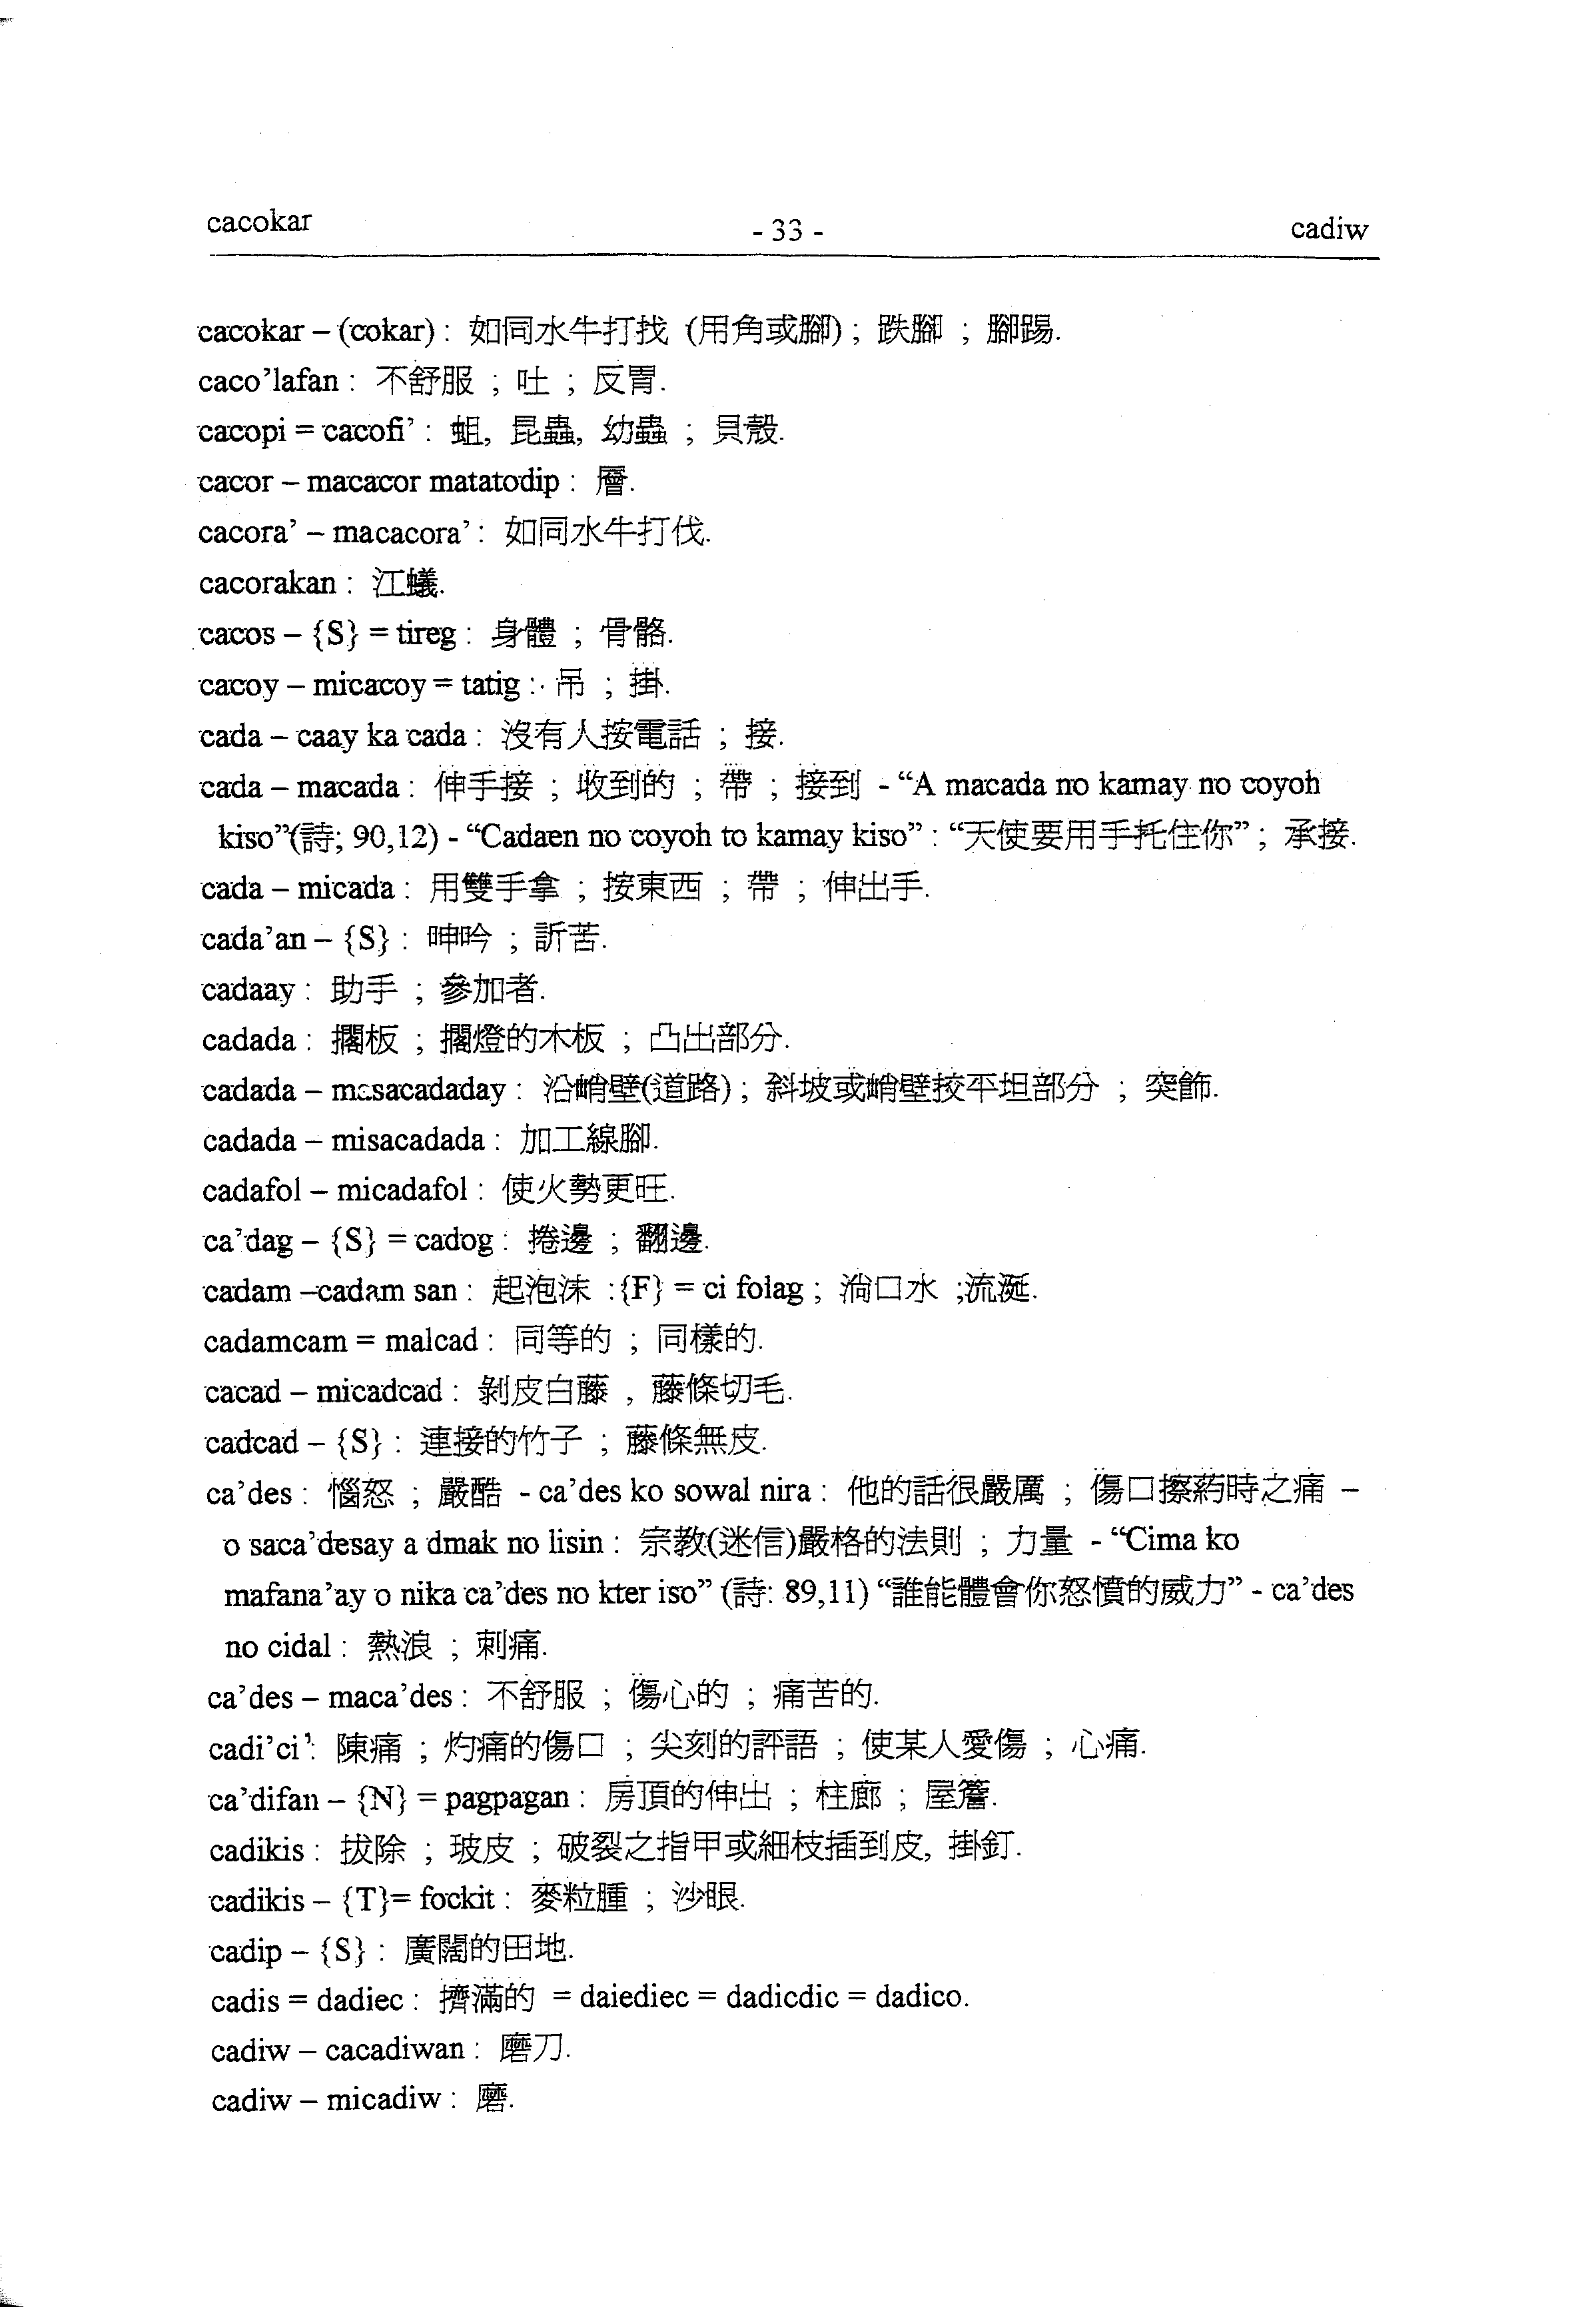 cacokar
- 33 -
cadiw
cacokar – (cokar) : 如同水牛打找 (用角或腳) ; 跌腳 ; 腳踢.
caco’lafan : 不舒服 ; 吐 ; 反胃.
cacopi = cacofi’ : 蛆, 昆蟲, 幼蟲 ; 貝殼.
cacor – macacor matatodip : 層.
cacora’ – macacora’ : 如同水牛打伐.
cacorakan : 江蟻.
cacos – {S} = tireg : 身體 ; 骨骼.
cacoy – micacoy = tatig : 吊 ; 掛.
cada – caay ka cada : 沒有人按電話 ; 接.
cada – macada : 伸手接 ; 收到的 ; 帶 ; 接到 - “A macada no kamay no coyoh
kiso”(詩; 90,12) - “Cadaen no coyoh to kamay kiso” : “天使要用手托住你” ; 承接.
cada – micada : 用雙手拿 ; 按東西 ; 帶 ; 伸出手.
cada’an – {S} : 呻吟 ; 訴苦.
cadaay : 助手 ; 參加者.
cadada : 擱板 ; 擱燈的木板 ; 凸出部分.
cadada – masacadaday : 沿峭壁(道路) ; 斜坡或峭壁按平坦部分 ; 突飾.
cadada – misacadada : 加工線腳.
cadafol – micadafol : 使火勢更旺.
ca’dag – {S} = cadog : 捲邊 ; 翻邊.
cadam –cadam san : 起泡沫 :{F} = ci folag ; 淌口水 ;流涎.
cadamcam = malcad : 同等的 ; 同樣的.
cacad – micadcad : 剝皮白藤 , 藤條切毛.
cadcad – {S} : 連接的竹子 ; 藤條無皮.
ca’des : 惱怒 ; 嚴酷 - ca’des ko sowal nira : 他的話很嚴厲 ; 傷口擦葯時之痛 –
o saca’desay a dmak no lisin : 宗教(迷信)嚴格的法則 ; 力量 - “Cima ko
mafana’ay o nika ca’des no kter iso” (詩: 89,11) “誰能體會你怒憤的威力” - ca’des
no cidal : 熱浪 ; 刺痛.
ca’des – maca’des : 不舒服 ; 傷心的 ; 痛苦的.
cadi’ci’: 陳痛 ; 灼痛的傷口 ; 尖刻的評語 ; 使某人愛傷 ; 心痛.
ca’difan – {N} = pagpagan : 房頂的伸出 ; 柱廊 ; 屋簷.
cadikis : 拔除 ; 玻皮 ; 破裂之指甲或細枝插到皮, 掛釘.
cadikis – {T}= fockit : 麥粒腫 ; 沙眼.
cadip – {S} : 廣闊的田地.
cadis = dadiec : 擠滿的 = daiediec = dadicdic = dadico.
cadiw – cacadiwan : 磨刀.
cadiw – micadiw : 磨.